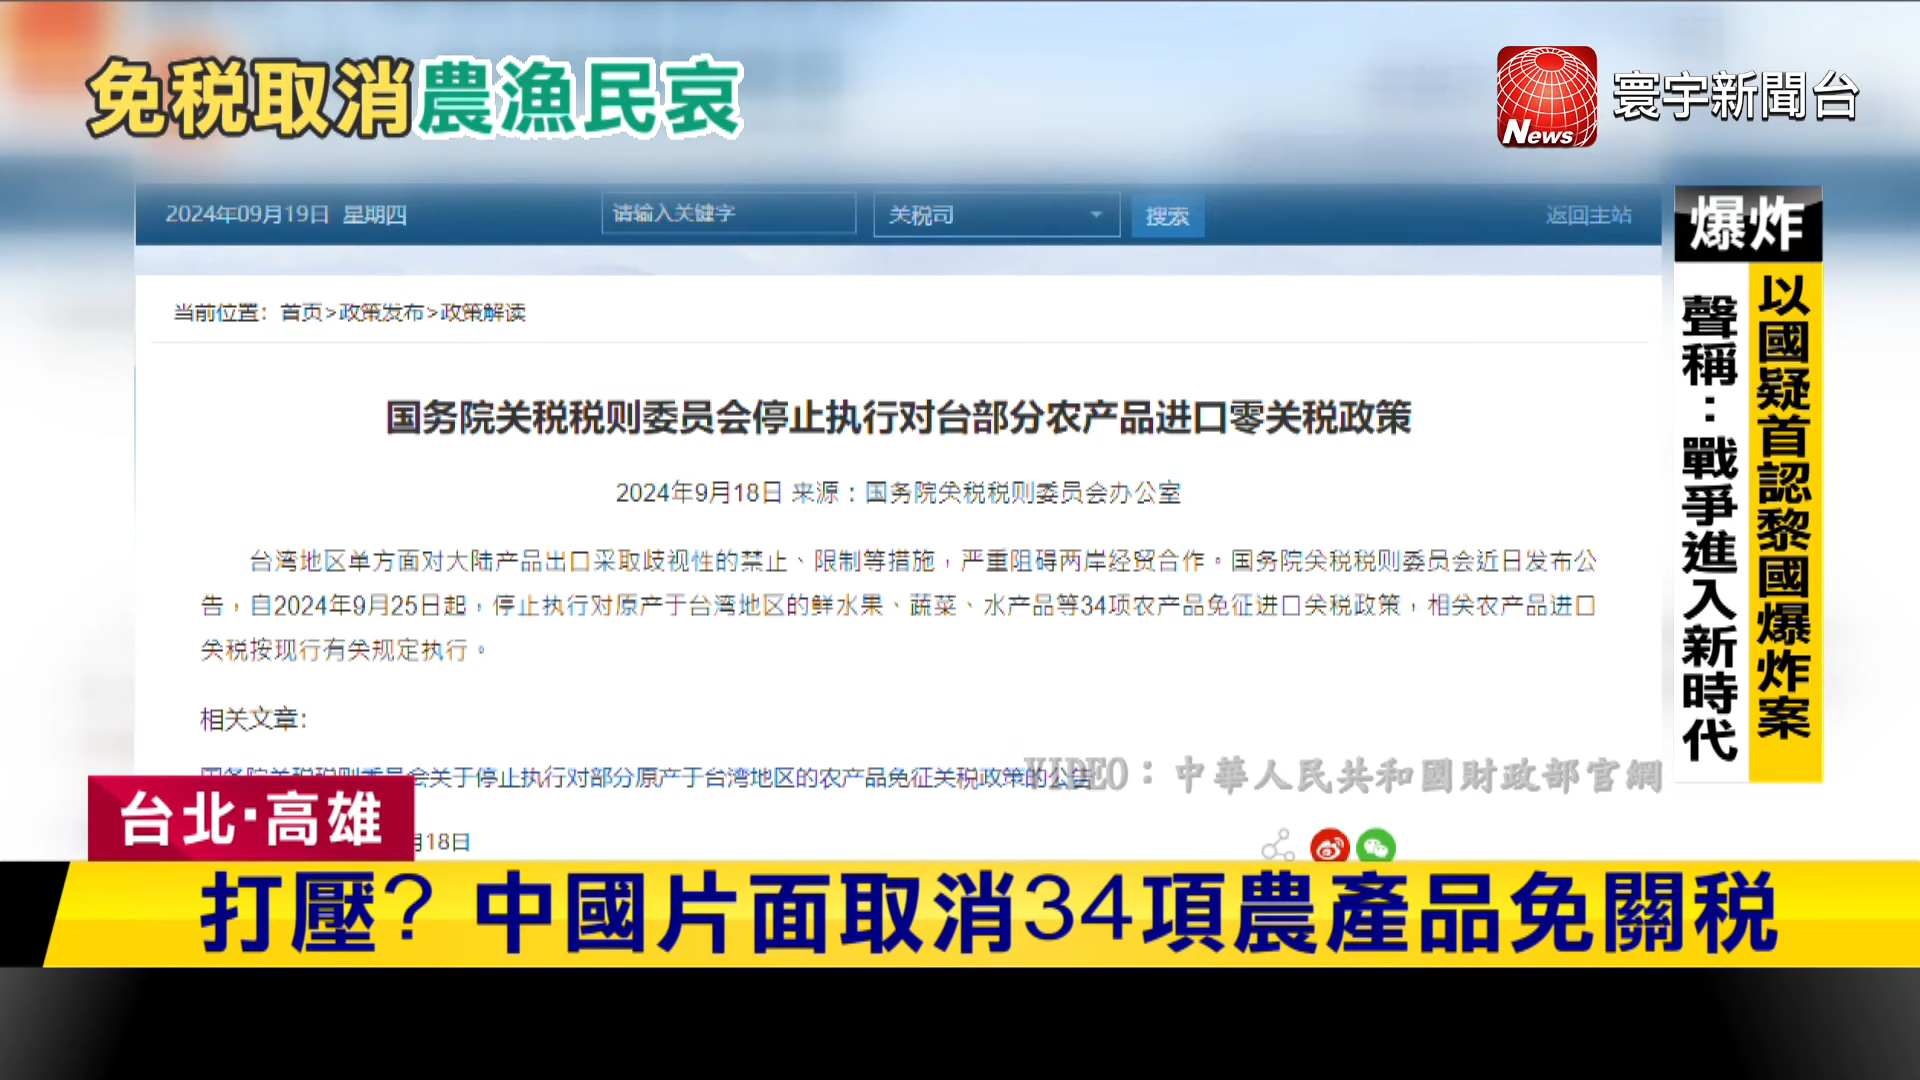 免税取消農漁民哀
News
寰宇新聞台
2024年09月19日 星期四
请输入关键字
关税司
搜索
返回主站
当前位置：首页>政策发布>政策解读
国务院关税税则委员会停止执行对台部分农产品进口零关税政策
2024年9月18日 来源：国务院关税税则委员会办公室
台湾地区单方面对大陆产品出口采取歧视性的禁止、限制等措施，严重阻碍两岸经贸合作。国务院关税税则委员会近日发布公
告，自2024年9月25日起，停止执行对原产于台湾地区的鲜水果、蔬菜、水产品等34项农产品免征进口关税政策，相关农产品进口
关税按现行有关规定执行。
相关文章：
国务院关税税则委员会关于停止执行对部分原产于台湾地区的农产品免征关税政策的公告
VIDEO：中華人民共和國財政部官網
月18日
爆炸
以國疑首認黎國爆炸案
聲稱：戰爭進入新時代
台北·高雄
打壓？中國片面取消34項農產品免關税